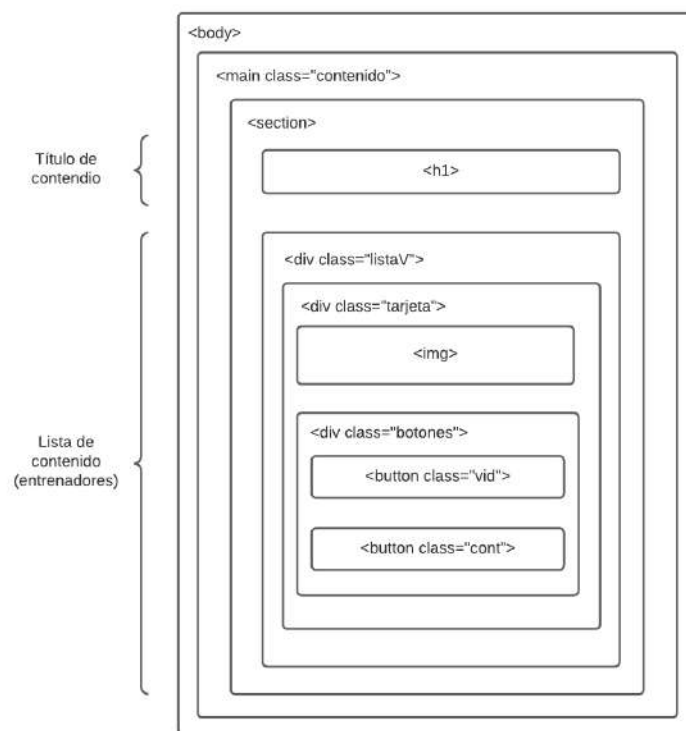 <body>
<main class="contenido">
<section>
Título de
contendio
<h1>
<div class="listaV">
<div class="tarjeta">
<img>
<div class="botones">
Lista de
contenido
(entrenadores)
<button class="vid">
<button class="cont">